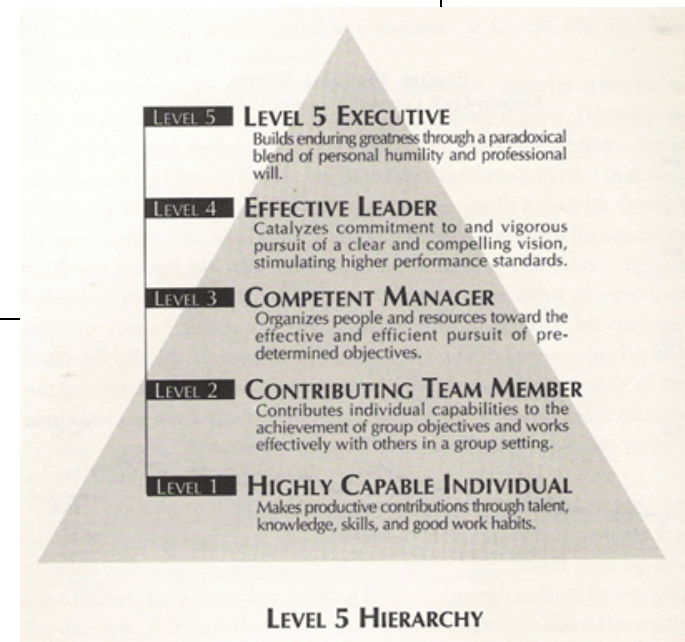 LEVEL 5 LEVEL 5 EXECUTIVE
Builds enduring greatness through a paradoxical
blend of personal humility and professional
will.
LEVEL 4 EFFECTIVE LEADER
Catalyzes commitment to and vigorous
pursuit of a clear and compelling vision,
stimulating higher performance standards.
LEVEL 3 COMPETENT MANAGER
Organizes people and resources toward the
effective and efficient pursuit of pre-
determined objectives.
LEVEL 2 CONTRIBUTING TEAM MEMBER
Contributes individual capabilities to the
achievement of group objectives and works
effectively with others in a group setting.
LEVEL 1 HIGHLY CAPABLE INDIVIDUAL
Makes productive contributions through talent,
knowledge, skills, and good work habits.
LEVEL 5 HIERARCHY